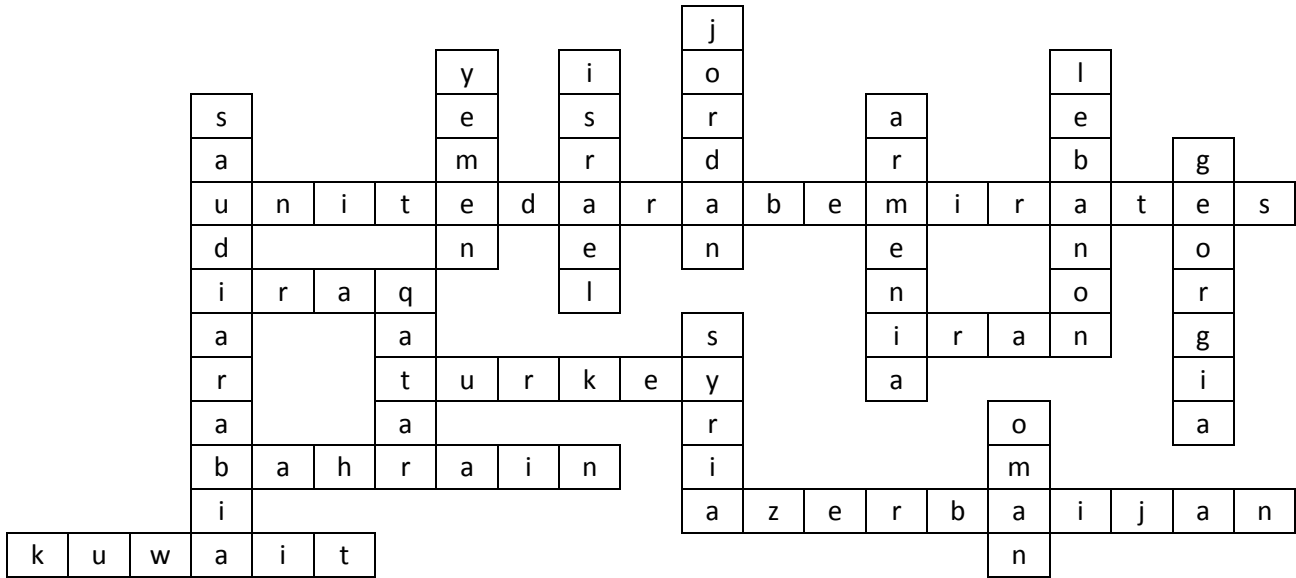 j
y i o l
s e s r a e
a m r d r b g
u n i t e d a r a b e m i r a t e s
d n e n e n o
i r a q l n o r
a a s i r a n g
r t u r k e y a i
a a r o a
b a h r a i n i m
i a z e r b a i j a n
k u w a i t n